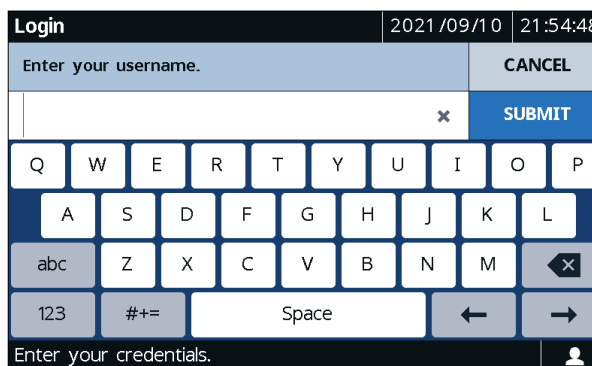 Login 2021/09/10 21:54:48
Enter your username. CANCEL
SUBMIT
Q W E R T Y U I O P
A S D F G H J K L
abc Z X C V B N M
123 #+= Space
Enter your credentials.